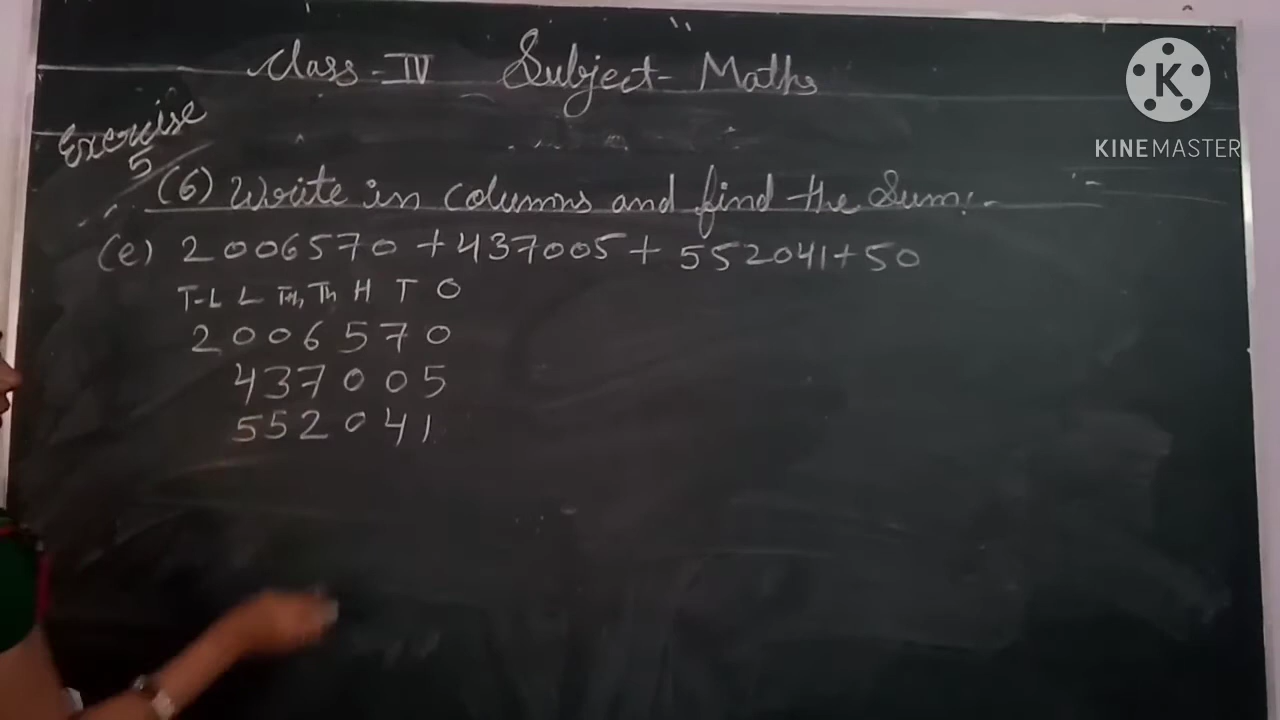 Class-IV Subject-Maths
Exercise
5
(6) Write in columns and find the Sum:-
(e) 2006570+437005+552041+50
T-L L T-Th Th H T O
2006570
437005
552041
K
KINEMASTER